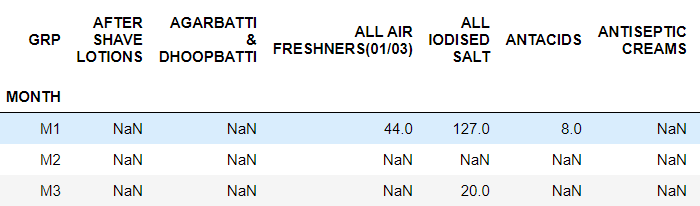 GRP AFTER SHAVE LOTIONS AGARBATTI & DHOOPBATTI ALL AIR FRESHNERS(01/03) ALL IODISED SALT ANTACIDS ANTISEPTIC CREAMS
MONTH
M1 NaN NaN 44.0 127.0 8.0 NaN
M2 NaN NaN NaN NaN NaN NaN
M3 NaN NaN NaN 20.0 NaN NaN